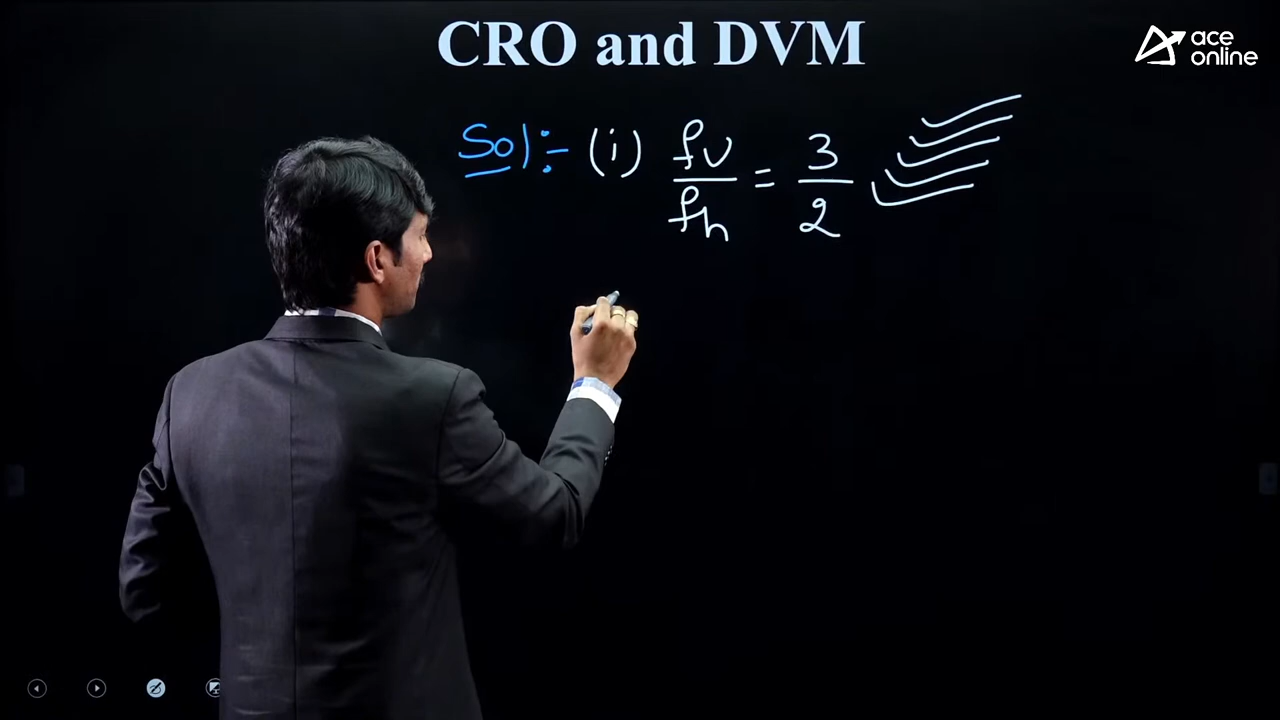 CRO and DVM
ace
online
Sol:- (i) fv/fh = 3/2